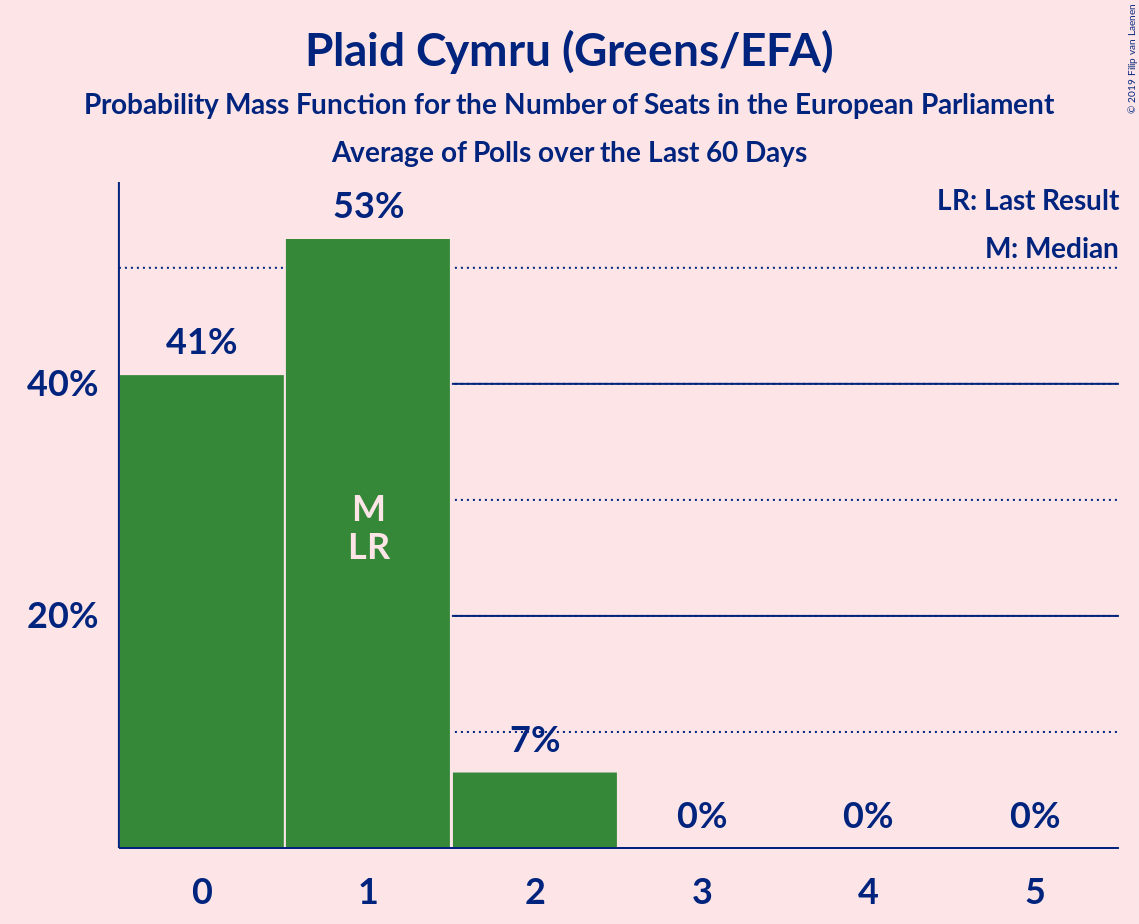 Plaid Cymru (Greens/EFA)
Probability Mass Function for the Number of Seats in the European Parliament
Average of Polls over the Last 60 Days
© 2019 Filip van Laenen
LR: Last Result
M: Median
53%
41%
40%
M
LR
20%
7%
0% 0% 0%
0 1 2 3 4 5